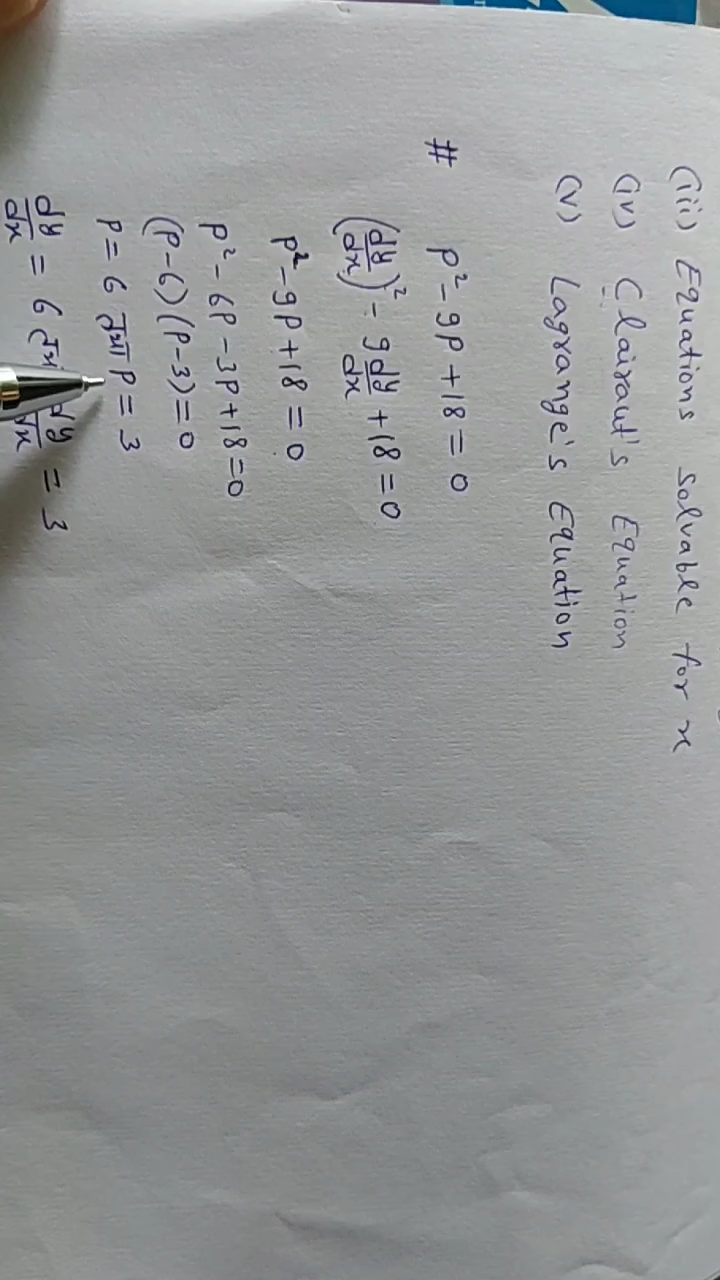 (iii) Equations solvable for x
(iv) Clairaut's Equation
(v) Lagrange's Equation
# p² - 9p + 18 = 0
(dy/dx)² - 9 dy/dx + 18 = 0
p² - 9p + 18 = 0
p² - 6p - 3p + 18 = 0
(p-6) (p-3) = 0
p = 6 तथा p = 3
dy/dx = 6 dy/dx = 3